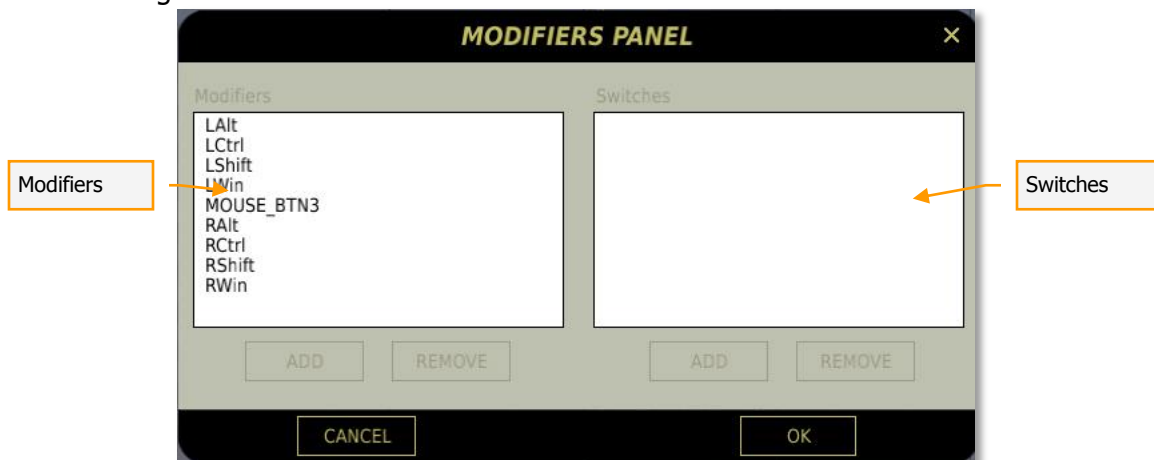 MODIFIERS PANEL ×
Modifiers
Switches
LAlt
LCtrl
LShift
LWin
MOUSE_BTN3
RAlt
RCtrl
RShift
RWin
Modifiers
Switches
ADD REMOVE
ADD REMOVE
CANCEL
OK